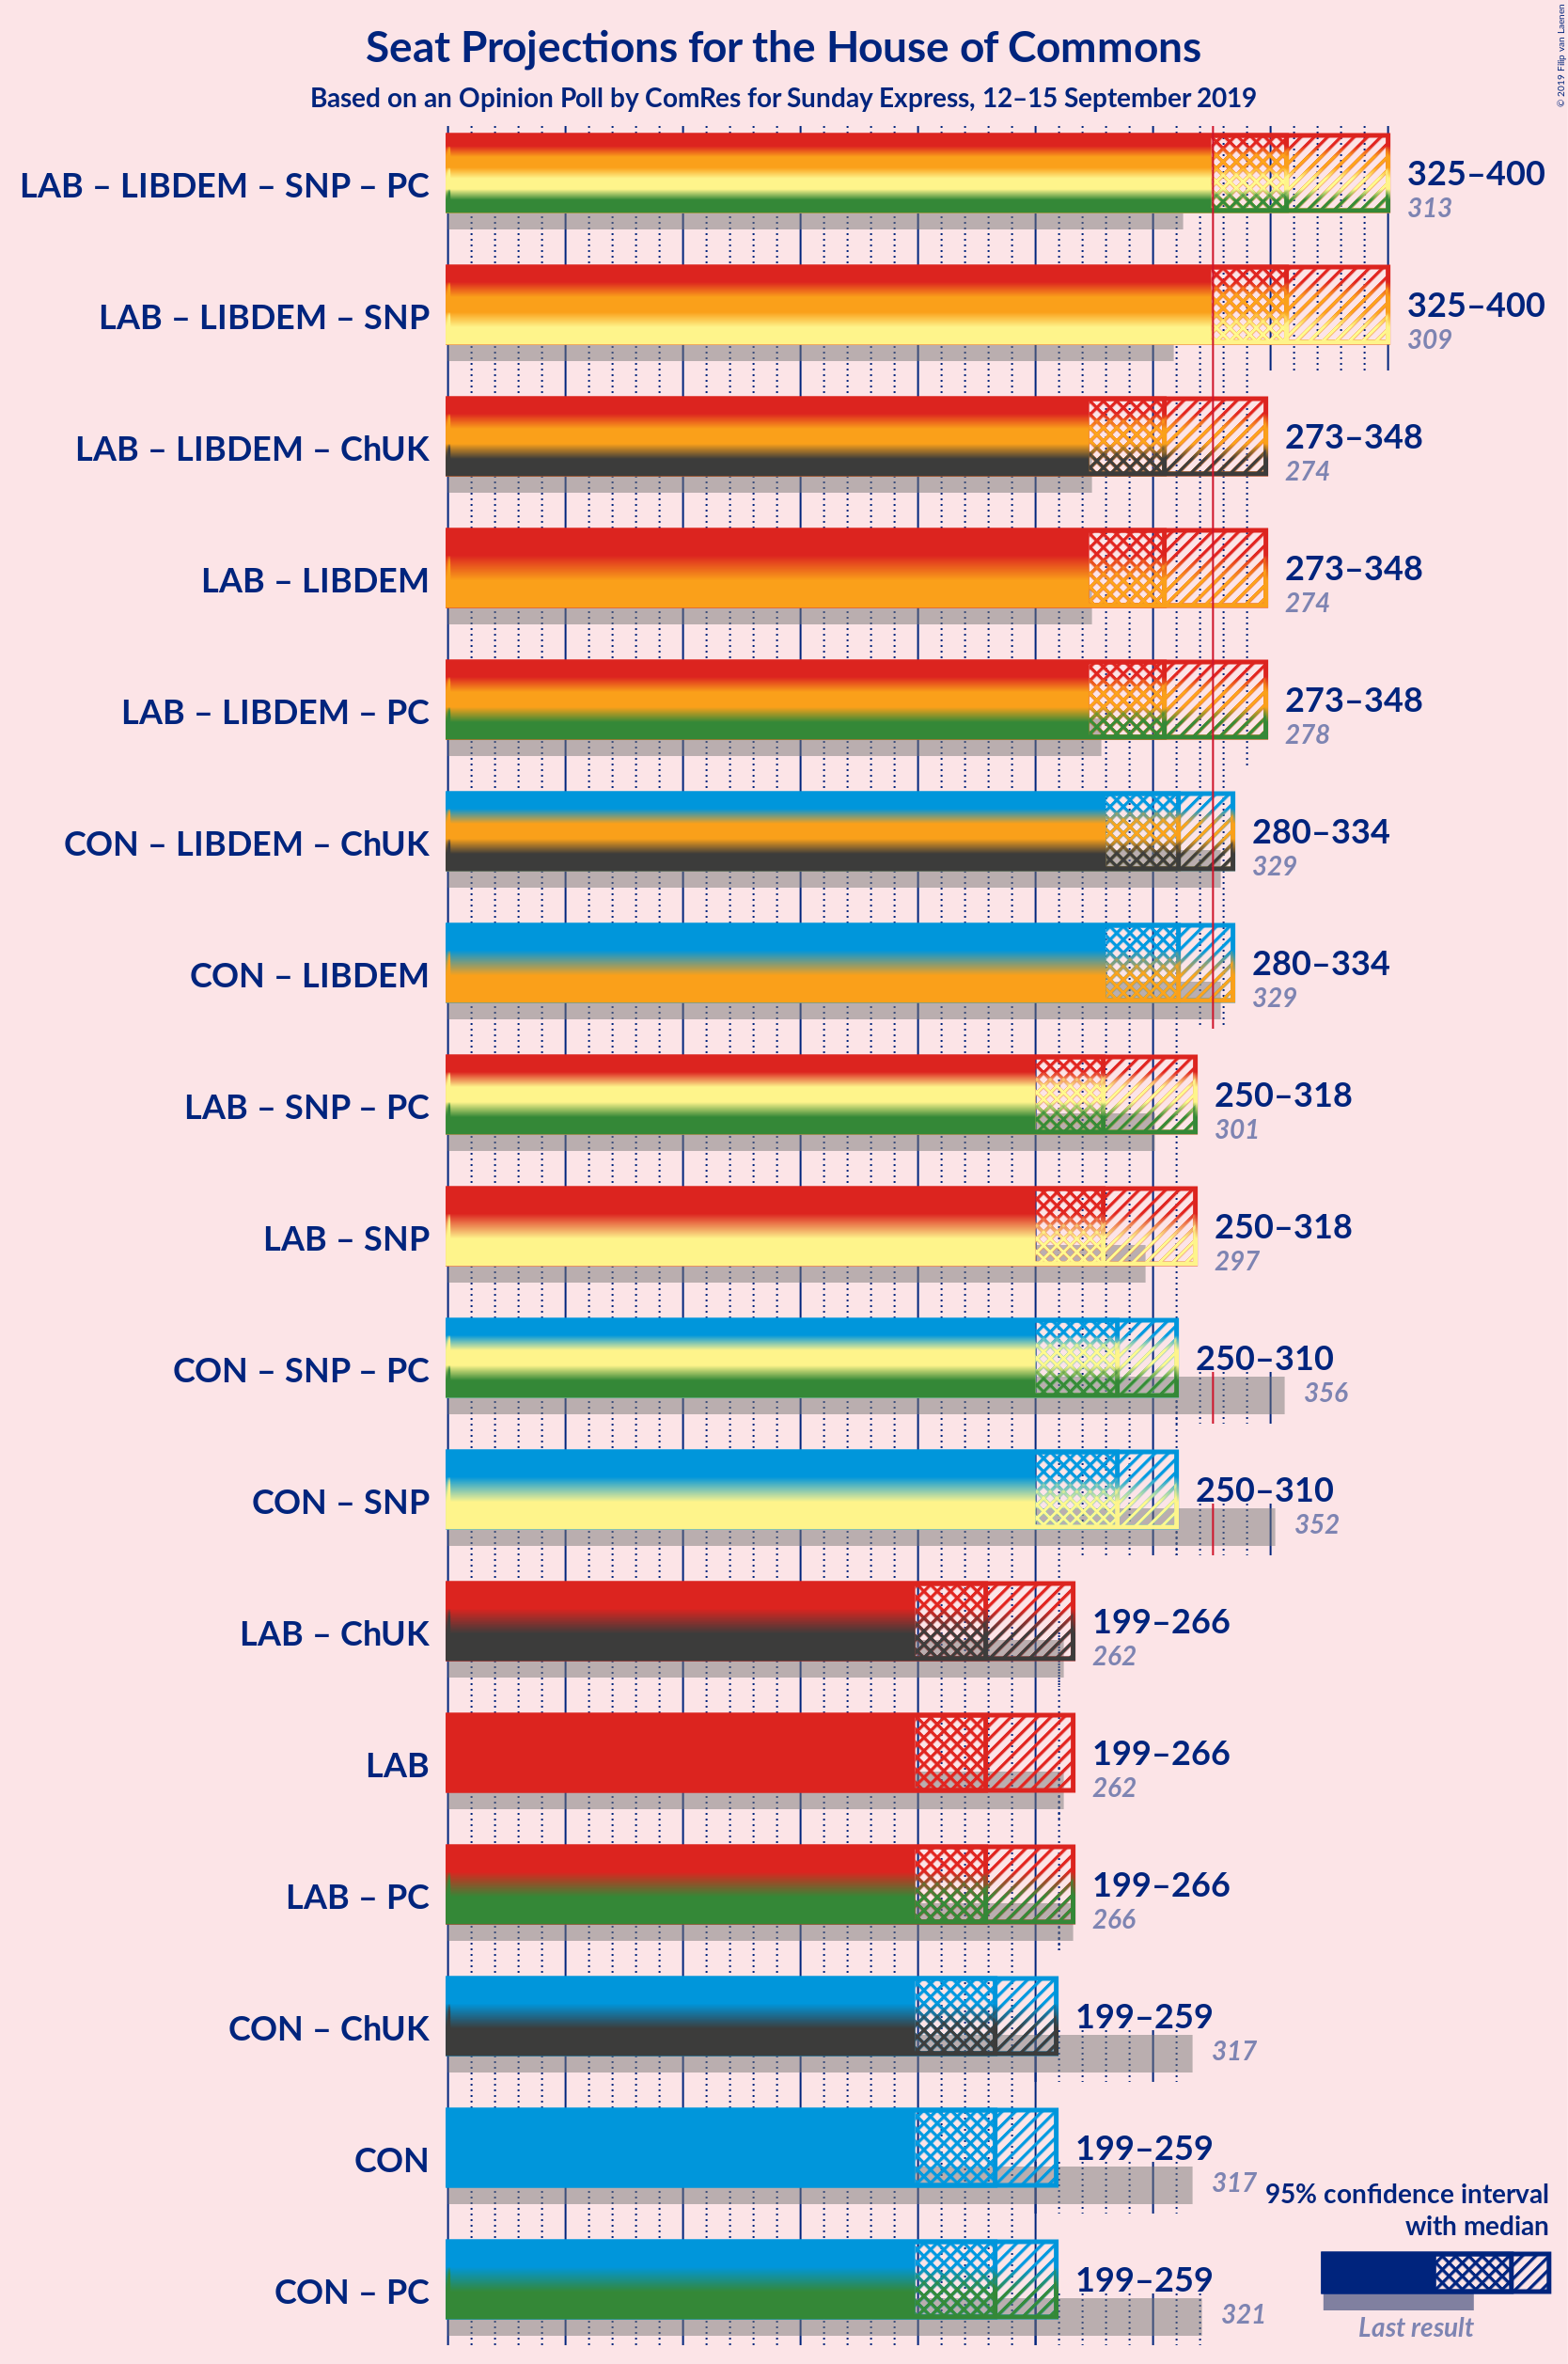 Seat Projections for the House of Commons
Based on an Opinion Poll by ComRes for Sunday Express, 12–15 September 2019
© 2019 Filip van Laenen
LAB – LIBDEM – SNP – PC
325–400
313
LAB – LIBDEM – SNP
325–400
309
LAB – LIBDEM – ChUK
273–348
274
LAB – LIBDEM
273–348
274
LAB – LIBDEM – PC
273–348
278
CON – LIBDEM – ChUK
280–334
329
CON – LIBDEM
280–334
329
LAB – SNP – PC
250–318
301
LAB – SNP
250–318
297
CON – SNP – PC
250–310
356
CON – SNP
250–310
352
LAB – ChUK
199–266
262
LAB
199–266
262
LAB – PC
199–266
266
CON – ChUK
199–259
317
CON
199–259
317
CON – PC
199–259
321
95% confidence interval
with median
Last result